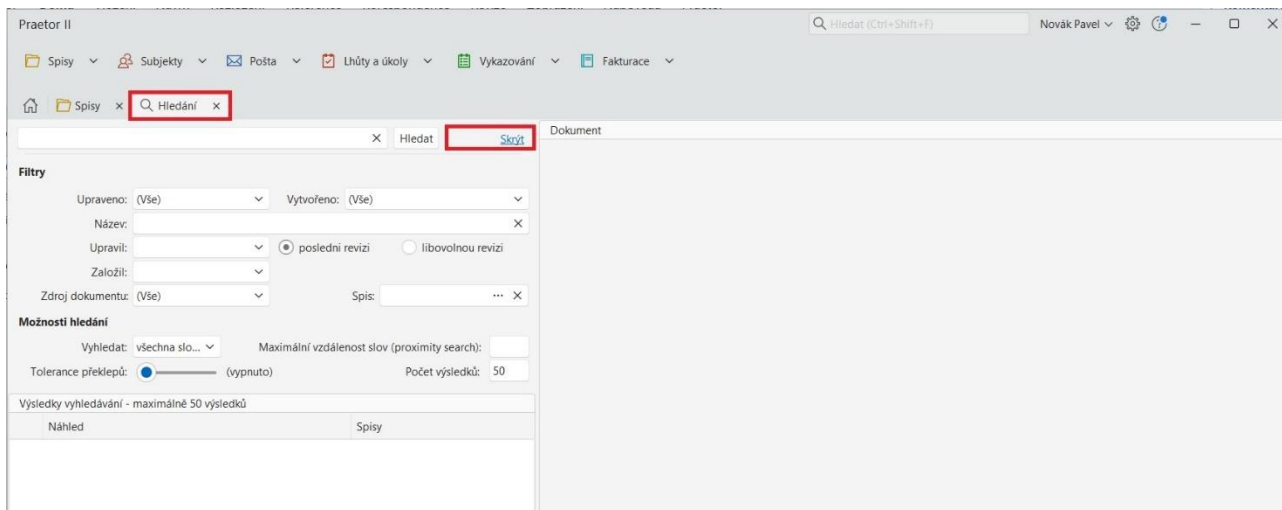 Praetor II
Hledat (Ctrl+Shift+F)
Novák Pavel
Spisy
Subjekty
Pošta
Lhůty a úkoly
Vykazování
Fakturace
Spisy
Hledání
Hledat
Skrýt
Dokument
Filtry
Upraveno: (Vše) Vytvořeno: (Vše)
Název:
Upravil: poslední revizi libovolnou revizi
Založil:
Zdroj dokumentu: (Vše) Spis: ...
Možnosti hledání
Vyhledat: všechna slo... Maximální vzdálenost slov (proximity search):
Tolerance překlepů: (vypnuto) Počet výsledků: 50
Výsledky vyhledávání - maximálně 50 výsledků
Náhled Spisy